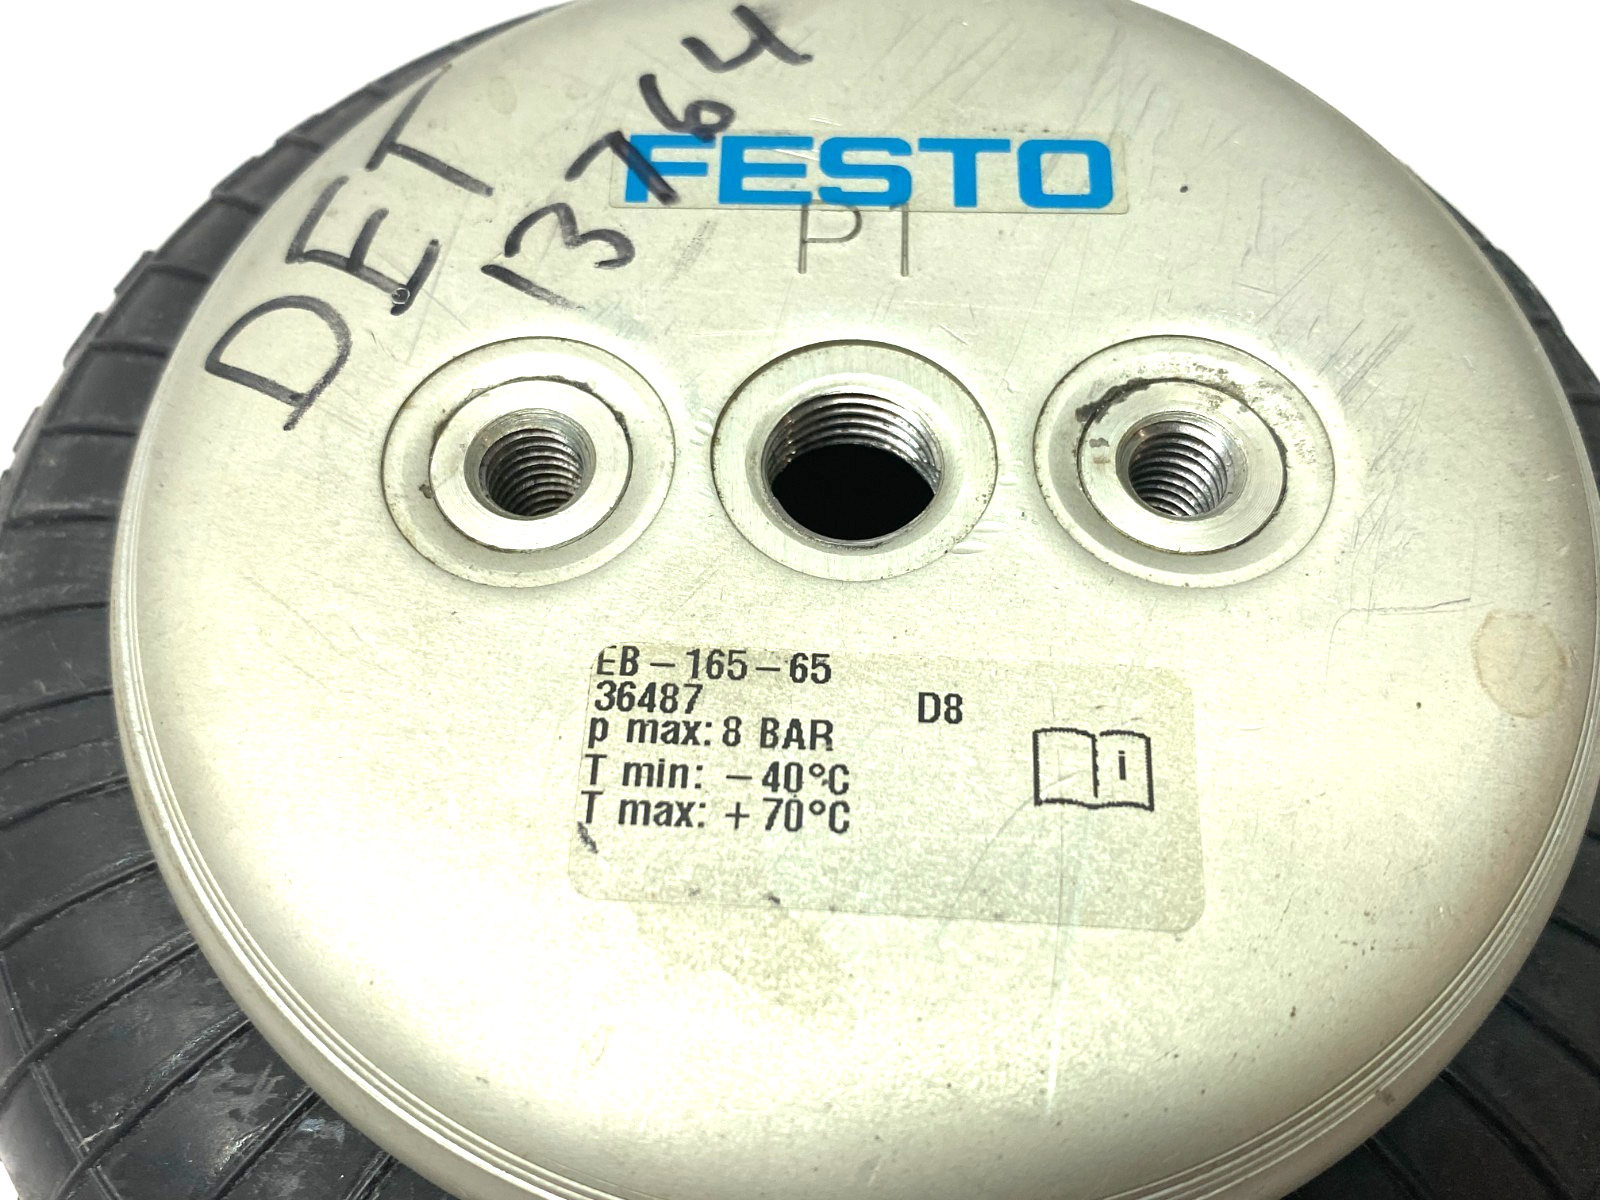 DET
13764
FESTO
P1
EB-165-65
36487 D8
p max: 8 BAR
T min: -40°C
T max: +70°C
i